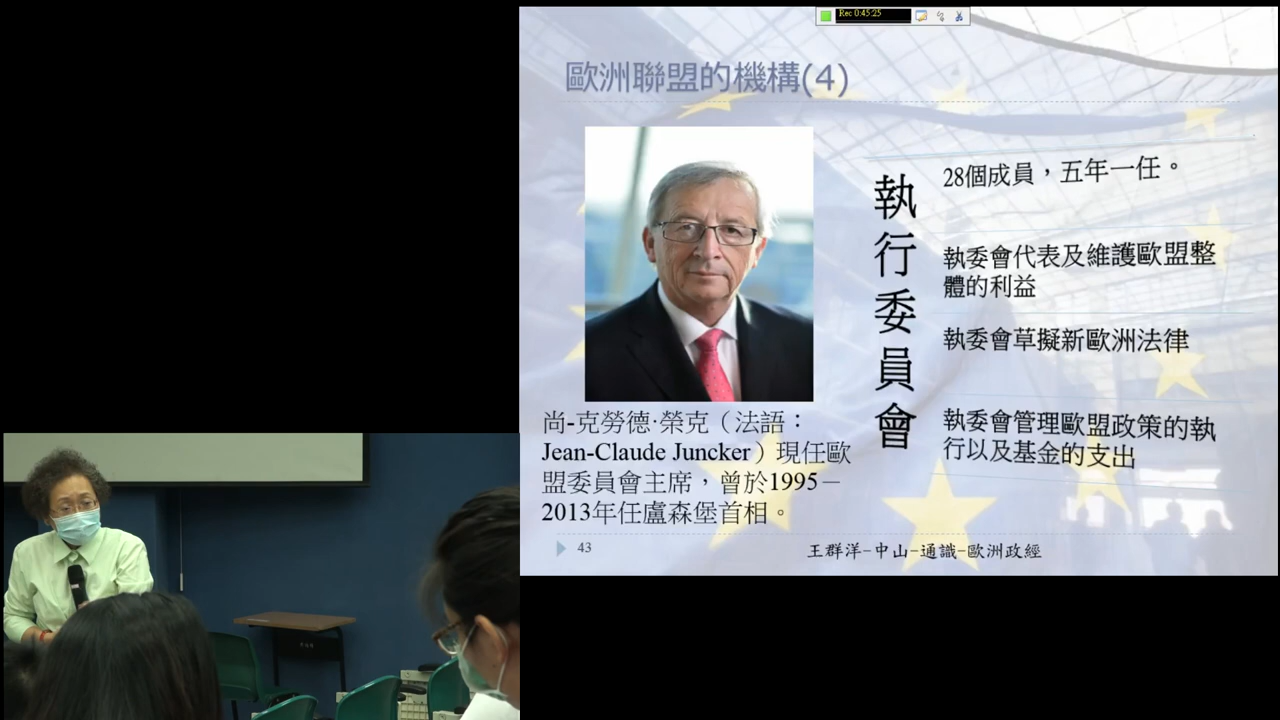 Rec 0:45:25
歐洲聯盟的機構(4)
執行委員會
28個成員，五年一任。
執委會代表及維護歐盟整
體的利益
執委會草擬新歐洲法律
執委會管理歐盟政策的執
行以及基金的支出
尚-克勞德·榮克（法語：
Jean-Claude Juncker）現任歐
盟委員會主席，曾於1995－
2013年任盧森堡首相。
43
王群洋-中山-通識-歐洲政經